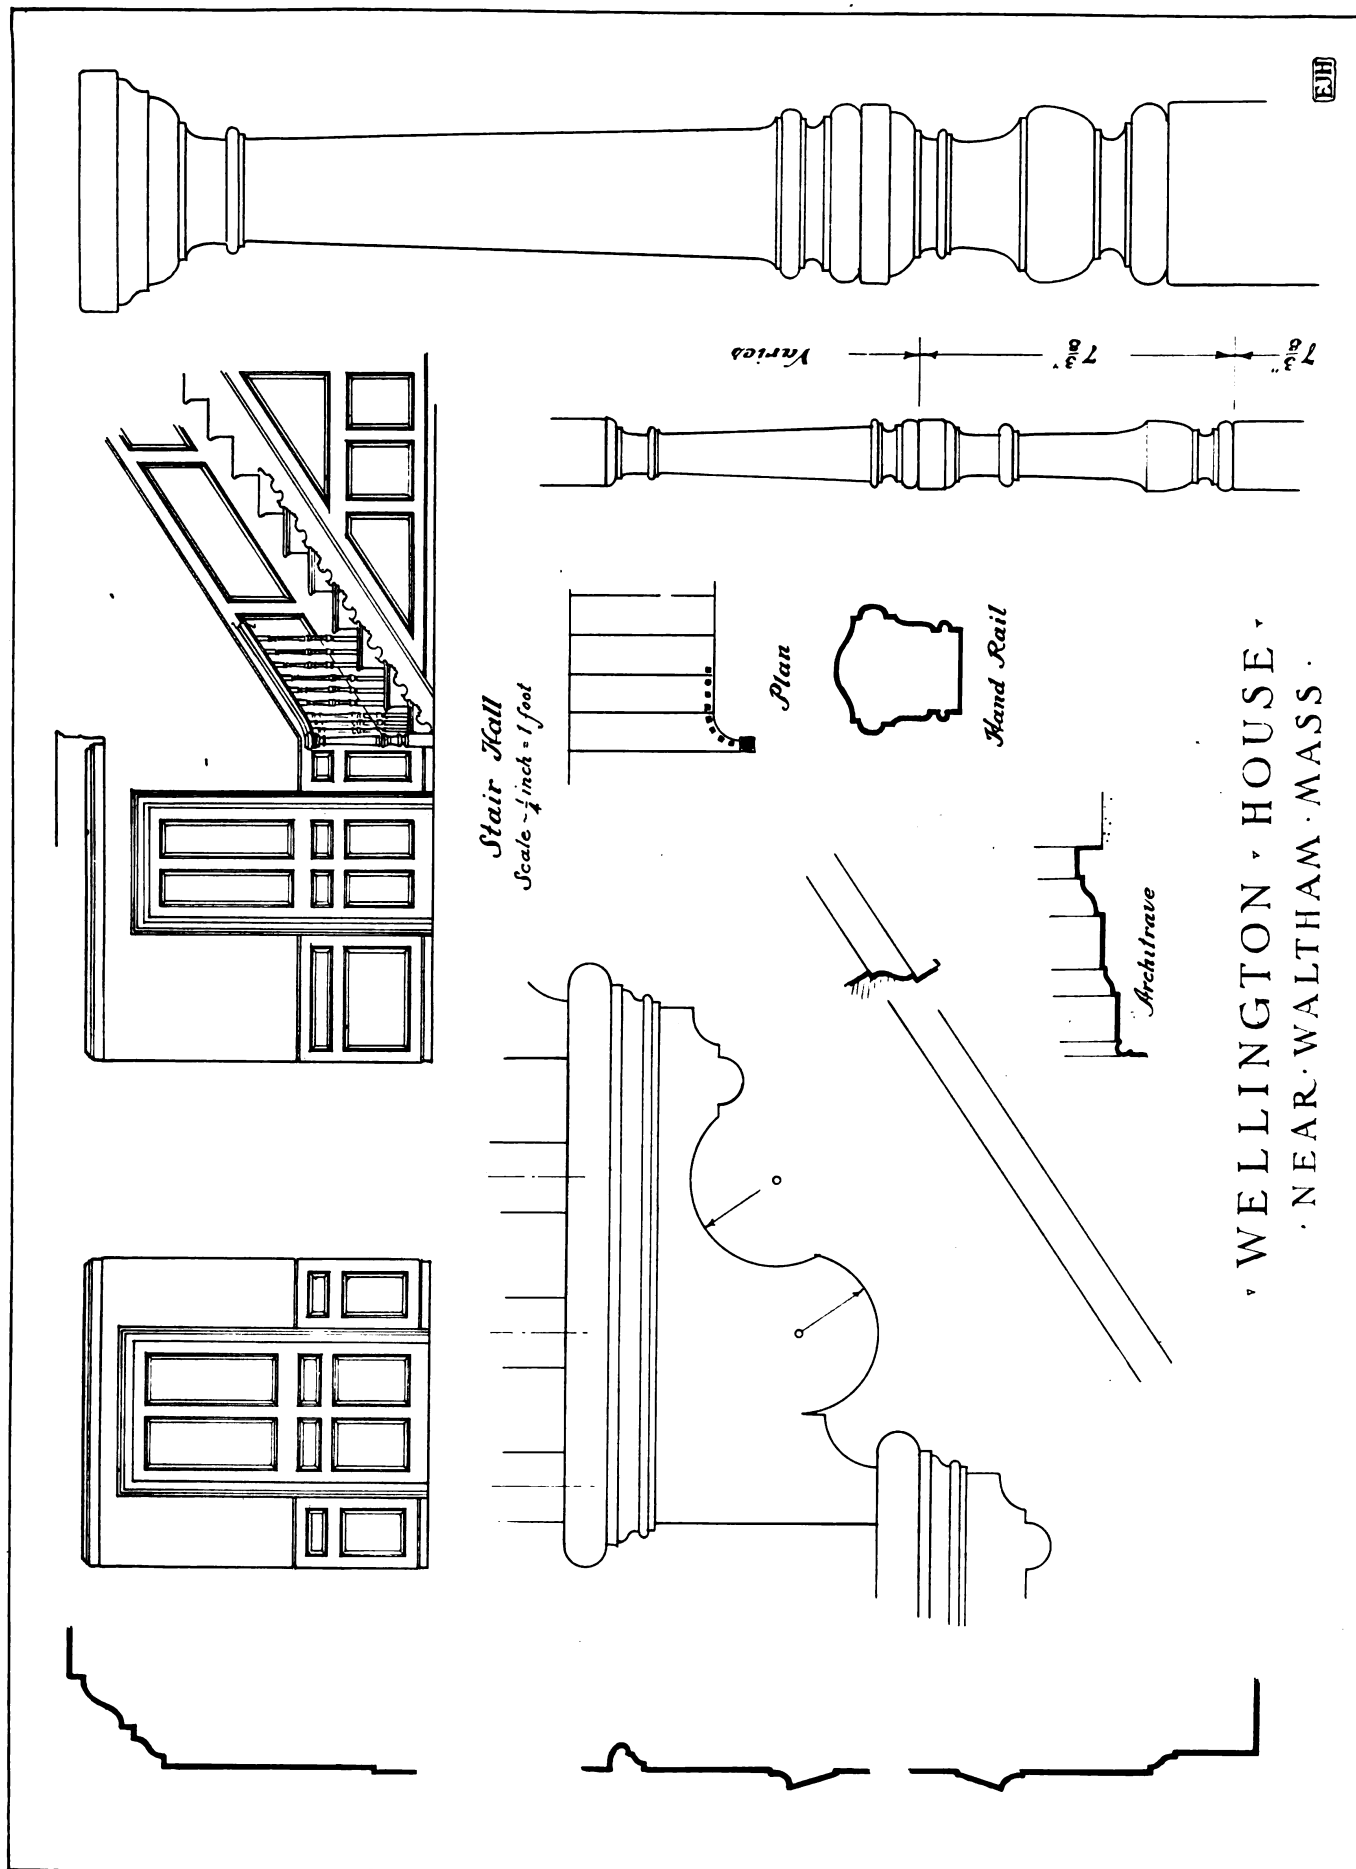 EJH
Varies
7 3/8"
7 3/8"
Stair Hall
Scale ~ 1/4 inch = 1 foot
Plan
Hand Rail
Architrave
WELLINGTON · HOUSE
· NEAR · WALTHAM · MASS ·